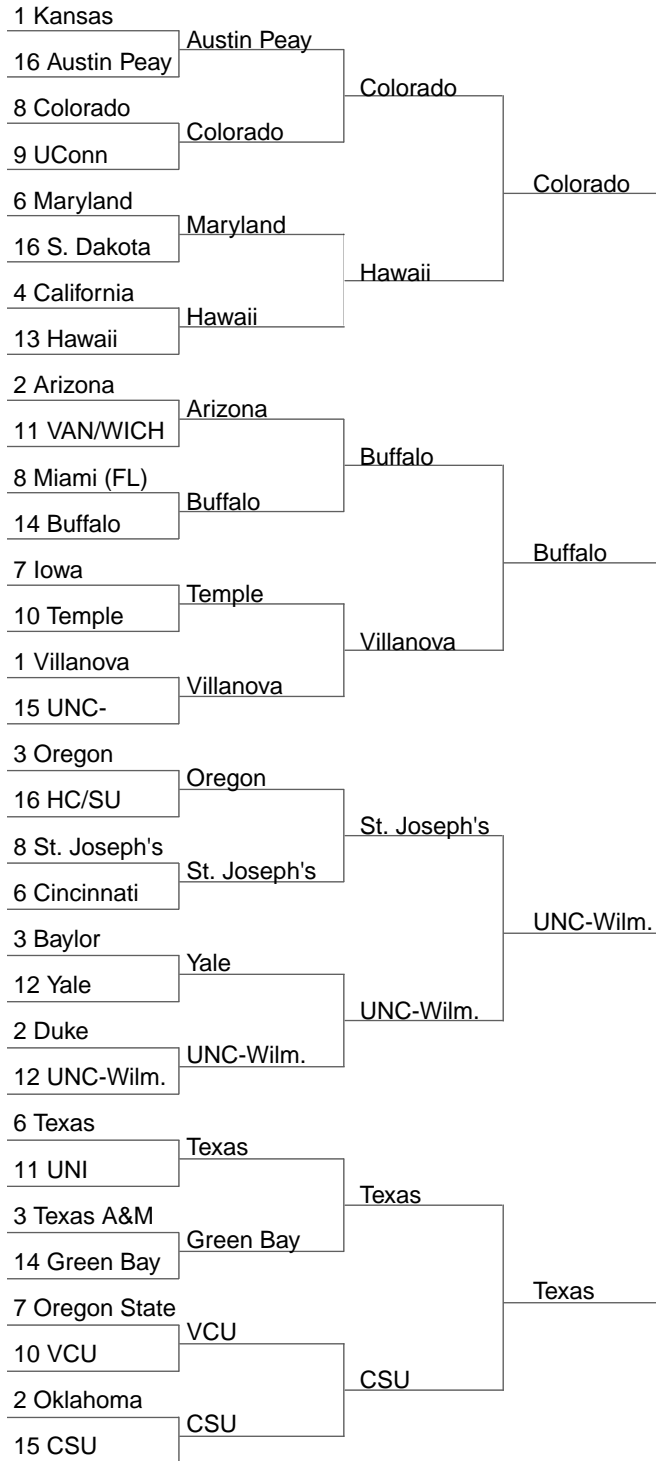 1 Kansas
16 Austin Peay
8 Colorado
9 UConn
6 Maryland
16 S. Dakota
4 California
13 Hawaii
2 Arizona
11 VAN/WICH
8 Miami (FL)
14 Buffalo
7 Iowa
10 Temple
1 Villanova
15 UNC-
3 Oregon
16 HC/SU
8 St. Joseph's
6 Cincinnati
3 Baylor
12 Yale
2 Duke
12 UNC-Wilm.
6 Texas
11 UNI
3 Texas A&M
14 Green Bay
7 Oregon State
10 VCU
2 Oklahoma
15 CSU
Austin Peay
Colorado
Maryland
Hawaii
Arizona
Buffalo
Temple
Villanova
Oregon
St. Joseph's
Yale
UNC-Wilm.
Texas
Green Bay
VCU
CSU
Colorado
Hawaii
Buffalo
Villanova
St. Joseph's
UNC-Wilm.
Texas
CSU
Colorado
Buffalo
UNC-Wilm.
Texas